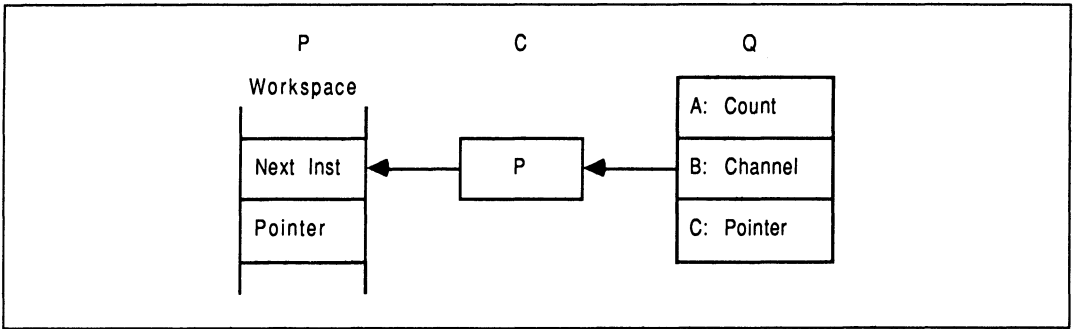 P
C
Q
Workspace
A: Count
Next Inst
P
B: Channel
Pointer
C: Pointer